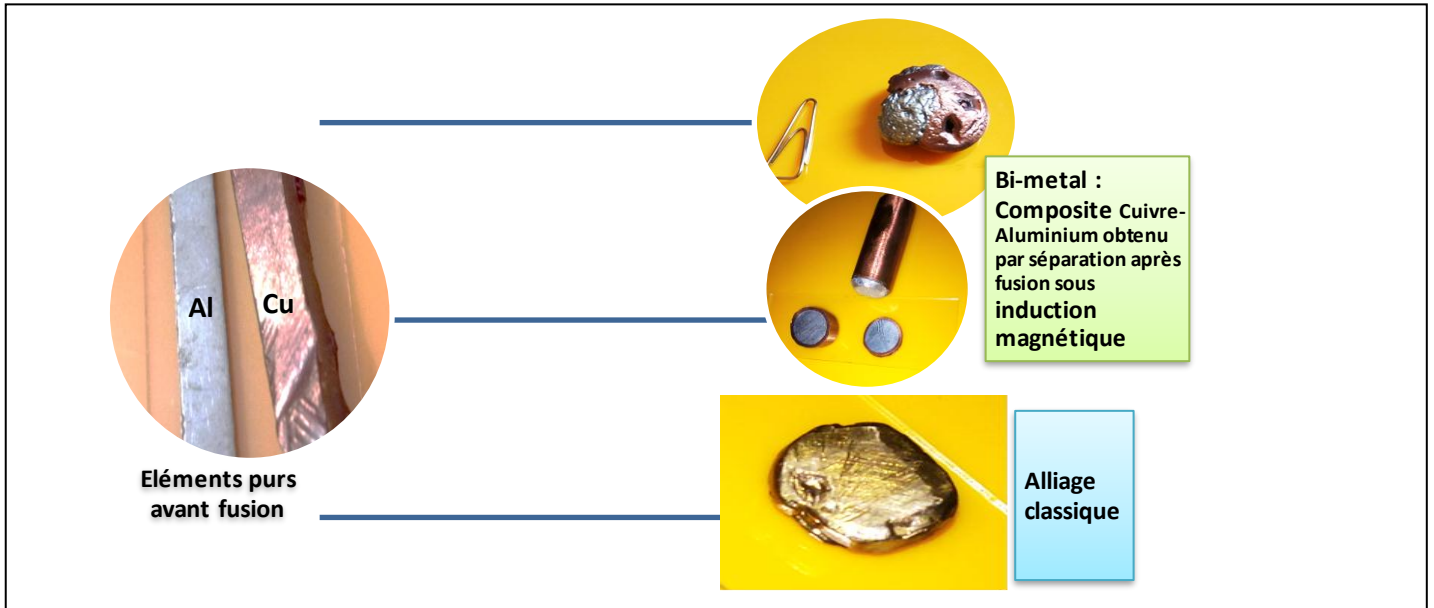 Al
Cu
Eléments purs
avant fusion
Bi-metal :
Composite Cuivre-
Aluminium obtenu
par séparation après
fusion sous
induction
magnétique
Alliage
classique